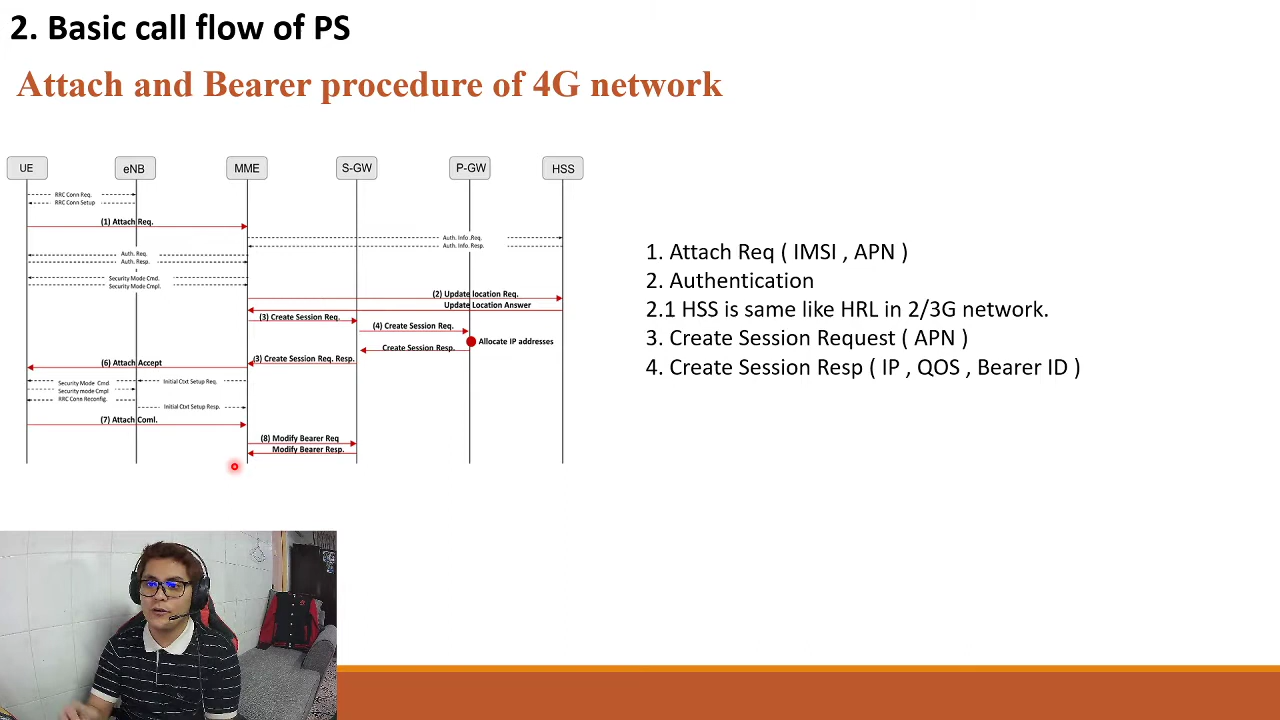 2. Basic call flow of PS
Attach and Bearer procedure of 4G network
UE
eNB
MME
S-GW
P-GW
HSS
RRC Conn Req.
RRC Conn Setup
(1) Attach Req.
Auth. Info .Req.
Auth. Info. Resp.
Auth. Req.
Auth. Resp.
Security Mode Cmd.
Security Mode Cmpl.
(2) Update location Req.
Update Location Answer
(3) Create Session Req.
(4) Create Session Req.
Allocate IP addresses
Create Session Resp.
(3) Create Session Req. Resp.
(6) Attach Accept
Security Mode Cmd
Initial Ctxt Setup Req.
Security mode Cmpl
RRC Conn Reconfig.
Initial Ctxt Setup Resp.
(7) Attach Coml.
(8) Modify Bearer Req
Modify Bearer Resp.
1. Attach Req ( IMSI , APN )
2. Authentication
2.1 HSS is same like HRL in 2/3G network.
3. Create Session Request ( APN )
4. Create Session Resp ( IP , QOS , Bearer ID )